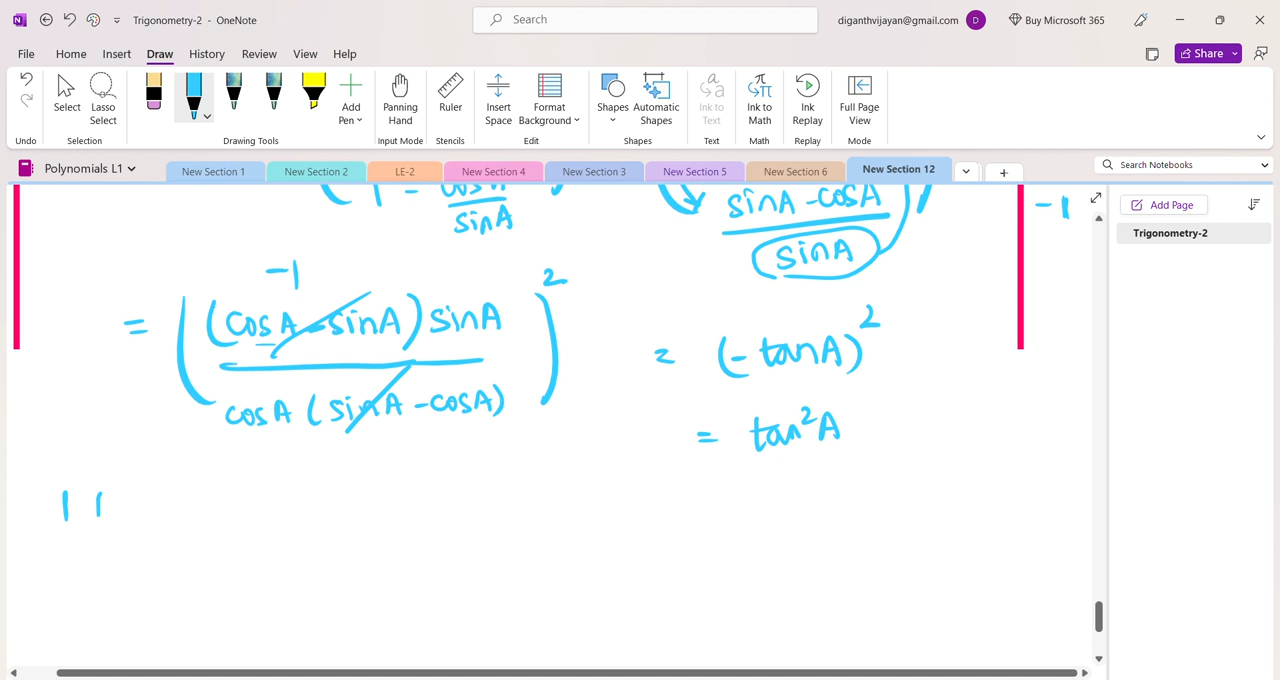 Trigonometry-2 - OneNote
Search
diganthvijayan@gmail.com D Buy Microsoft 365
File Home Insert Draw History Review View Help Share
Undo Select Lasso Select Add Pen Panning Hand Ruler Insert Space Format Background Shapes Automatic Shapes Ink to Text Ink to Math Ink Replay Full Page View
Undo Selection Drawing Tools Input Mode Stencils Edit Shapes Text Math Replay Mode
Polynomials L1 New Section 1 New Section 2 LE-2 New Section 4 New Section 3 New Section 5 New Section 6 New Section 12 + Search Notebooks
Add Page
Trigonometry-2
( 1 - cosA / sinA )
( sinA - cosA / sinA )
-1
-1
= ( (cosA - sinA) sinA / cosA (sinA - cosA) )²
= (-tanA)²
= tan²A
11